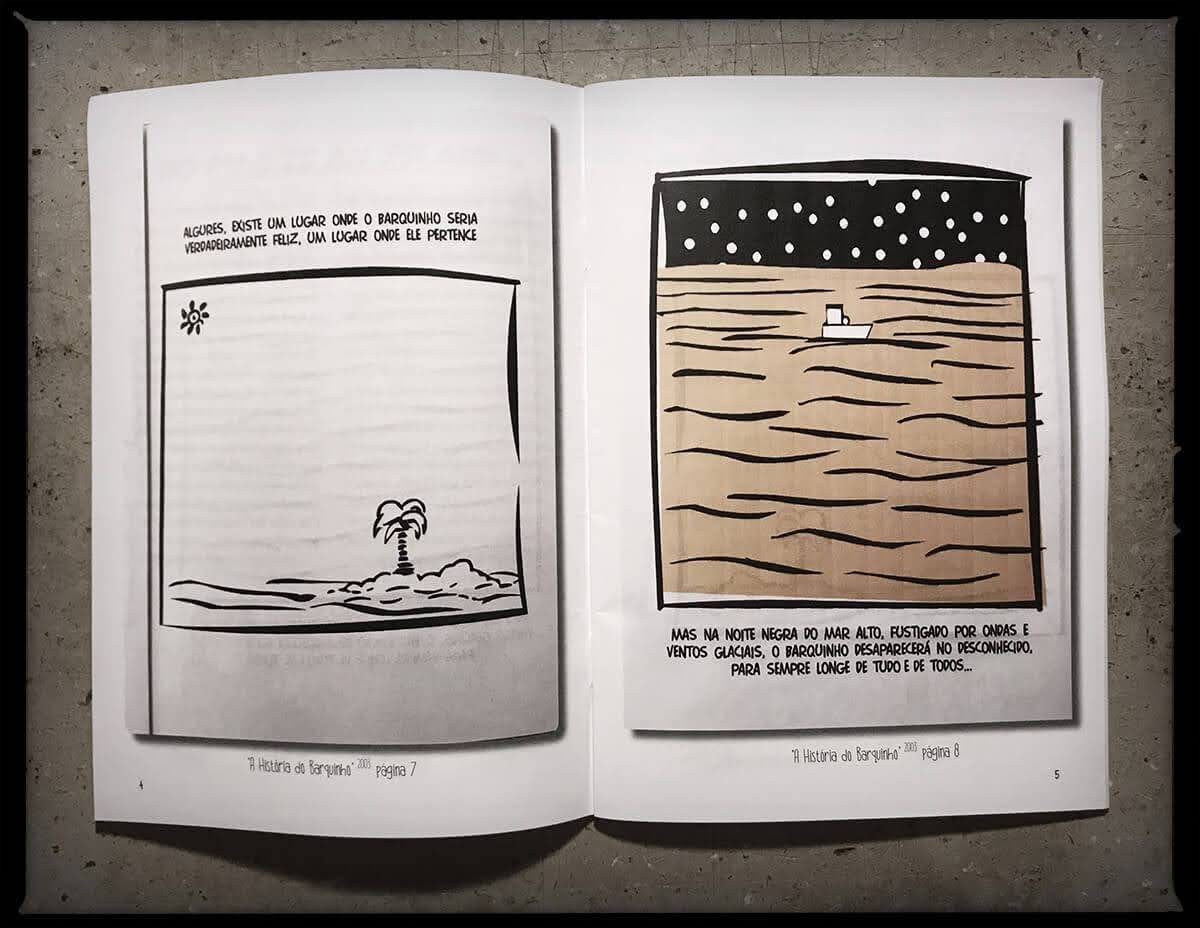 ALGURES, EXISTE UM LUGAR ONDE O BARQUINHO SERIA
VERDADEIRAMENTE FELIZ, UM LUGAR ONDE ELE PERTENCE
"A História do Barquinho" 2003 página 7
4
MAS NA NOITE NEGRA DO MAR ALTO, FUSTIGADO POR ONDAS E
VENTOS GLACIAIS, O BARQUINHO DESAPARECERÁ NO DESCONHECIDO,
PARA SEMPRE LONGE DE TUDO E DE TODOS...
"A História do Barquinho" 2003 página 8
5